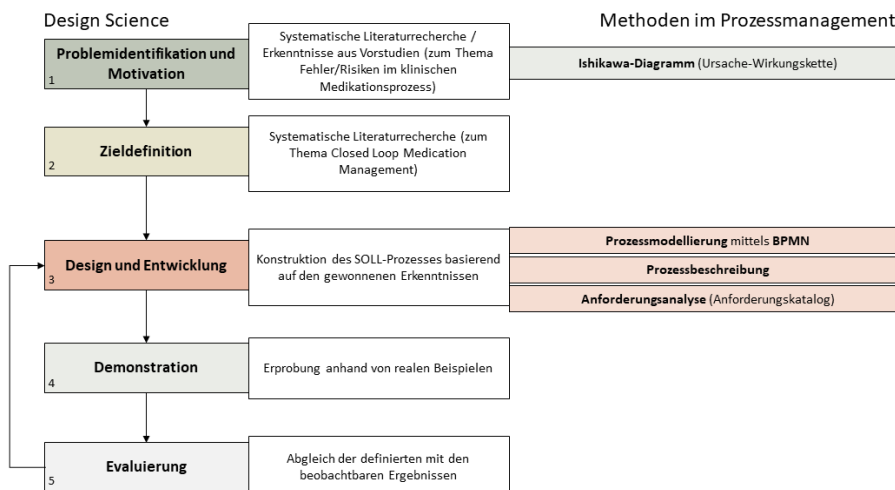 Design Science
Methoden im Prozessmanagement
Problemidentifikation und
Motivation
1
Systematische Literaturrecherche /
Erkenntnisse aus Vorstudien (zum Thema
Fehler/Risiken im klinischen
Medikationsprozess)
Ishikawa-Diagramm (Ursache-Wirkungskette)
Zieldefinition
2
Systematische Literaturrecherche (zum
Thema Closed Loop Medication
Management)
Design und Entwicklung
3
Konstruktion des SOLL-Prozesses basierend
auf den gewonnenen Erkenntnissen
Prozessmodellierung mittels BPMN
Prozessbeschreibung
Anforderungsanalyse (Anforderungskatalog)
Demonstration
4
Erprobung anhand von realen Beispielen
Evaluierung
5
Abgleich der definierten mit den
beobachtbaren Ergebnissen